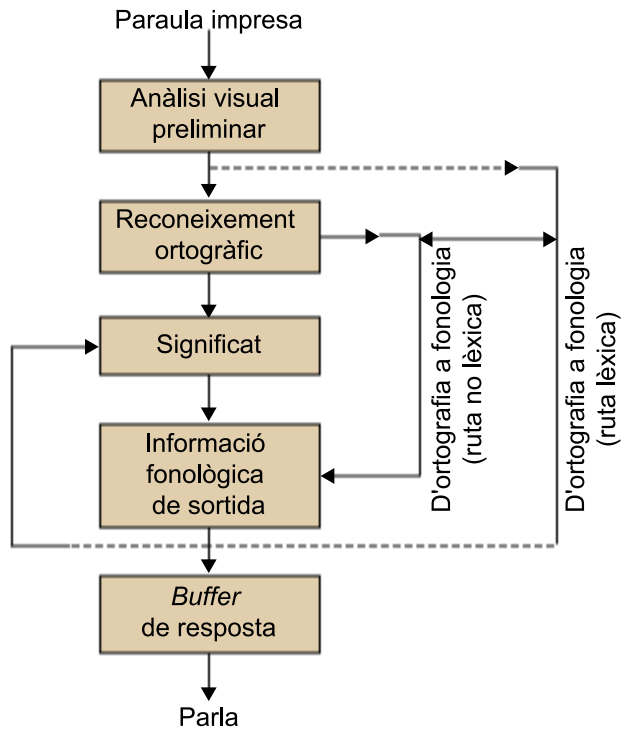 Paraula impresa
Anàlisi visual
preliminar
Reconeixement
ortogràfic
Significat
Informació
fonològica
de sortida
Buffer
de resposta
Parla
D'ortografia a fonologia
(ruta no lèxica)
D'ortografia a fonologia
(ruta lèxica)